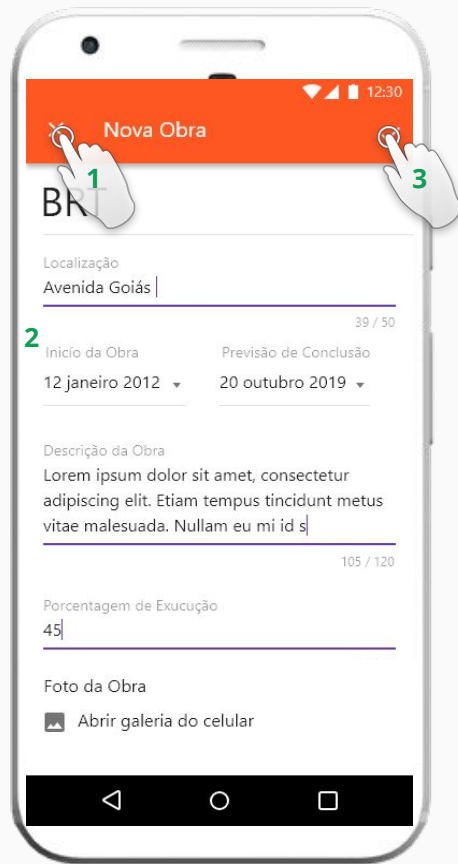 12:30
Nova Obra
1
3
BRT
Localização
Avenida Goiás
39 / 50
2
Inicío da Obra Previsão de Conclusão
12 janeiro 2012 20 outubro 2019
Descrição da Obra
Lorem ipsum dolor sit amet, consectetur
adipiscing elit. Etiam tempus tincidunt metus
vitae malesuada. Nullam eu mi id s
105 / 120
Porcentagem de Exucução
45
Foto da Obra
Abrir galeria do celular